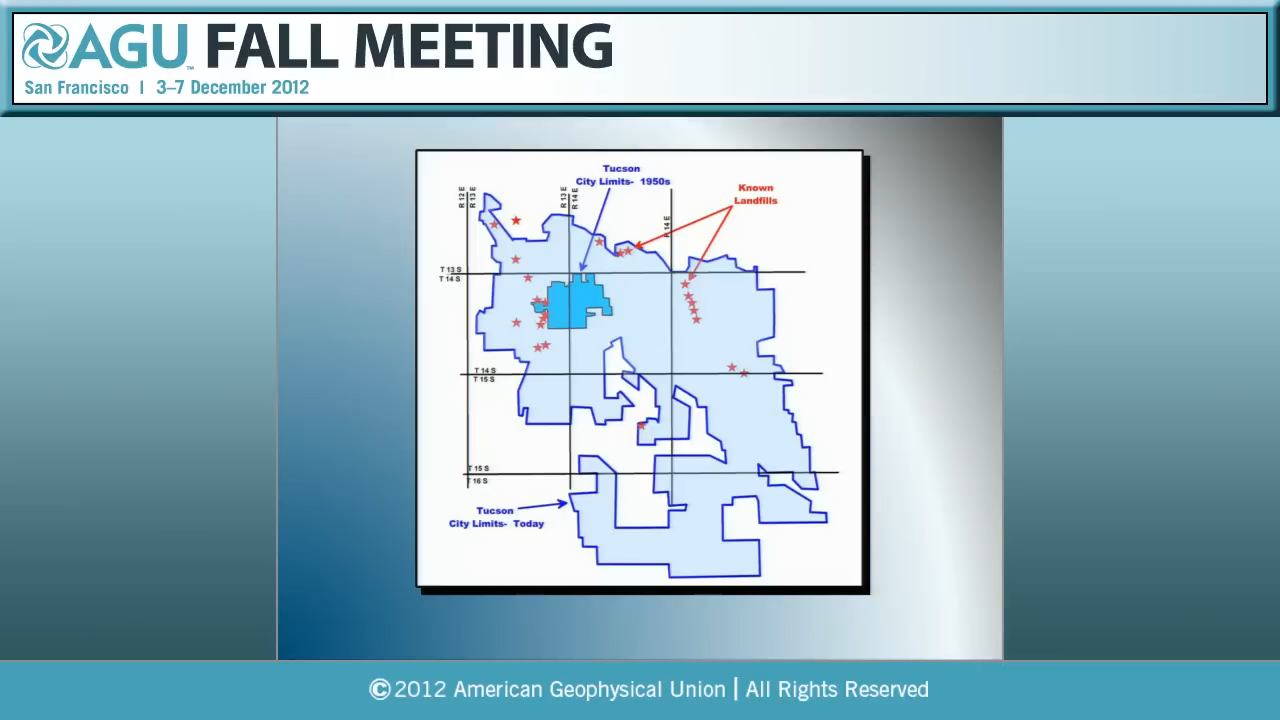 AGU™ FALL MEETING
San Francisco | 3–7 December 2012
Tucson
City Limits- 1950s
Known
Landfills
R 12 E
R 13 E
R 13 E
R 14 E
R 14 E
T 13 S
T 14 S
T 14 S
T 15 S
T 15 S
T 16 S
Tucson
City Limits- Today
©2012 American Geophysical Union | All Rights Reserved